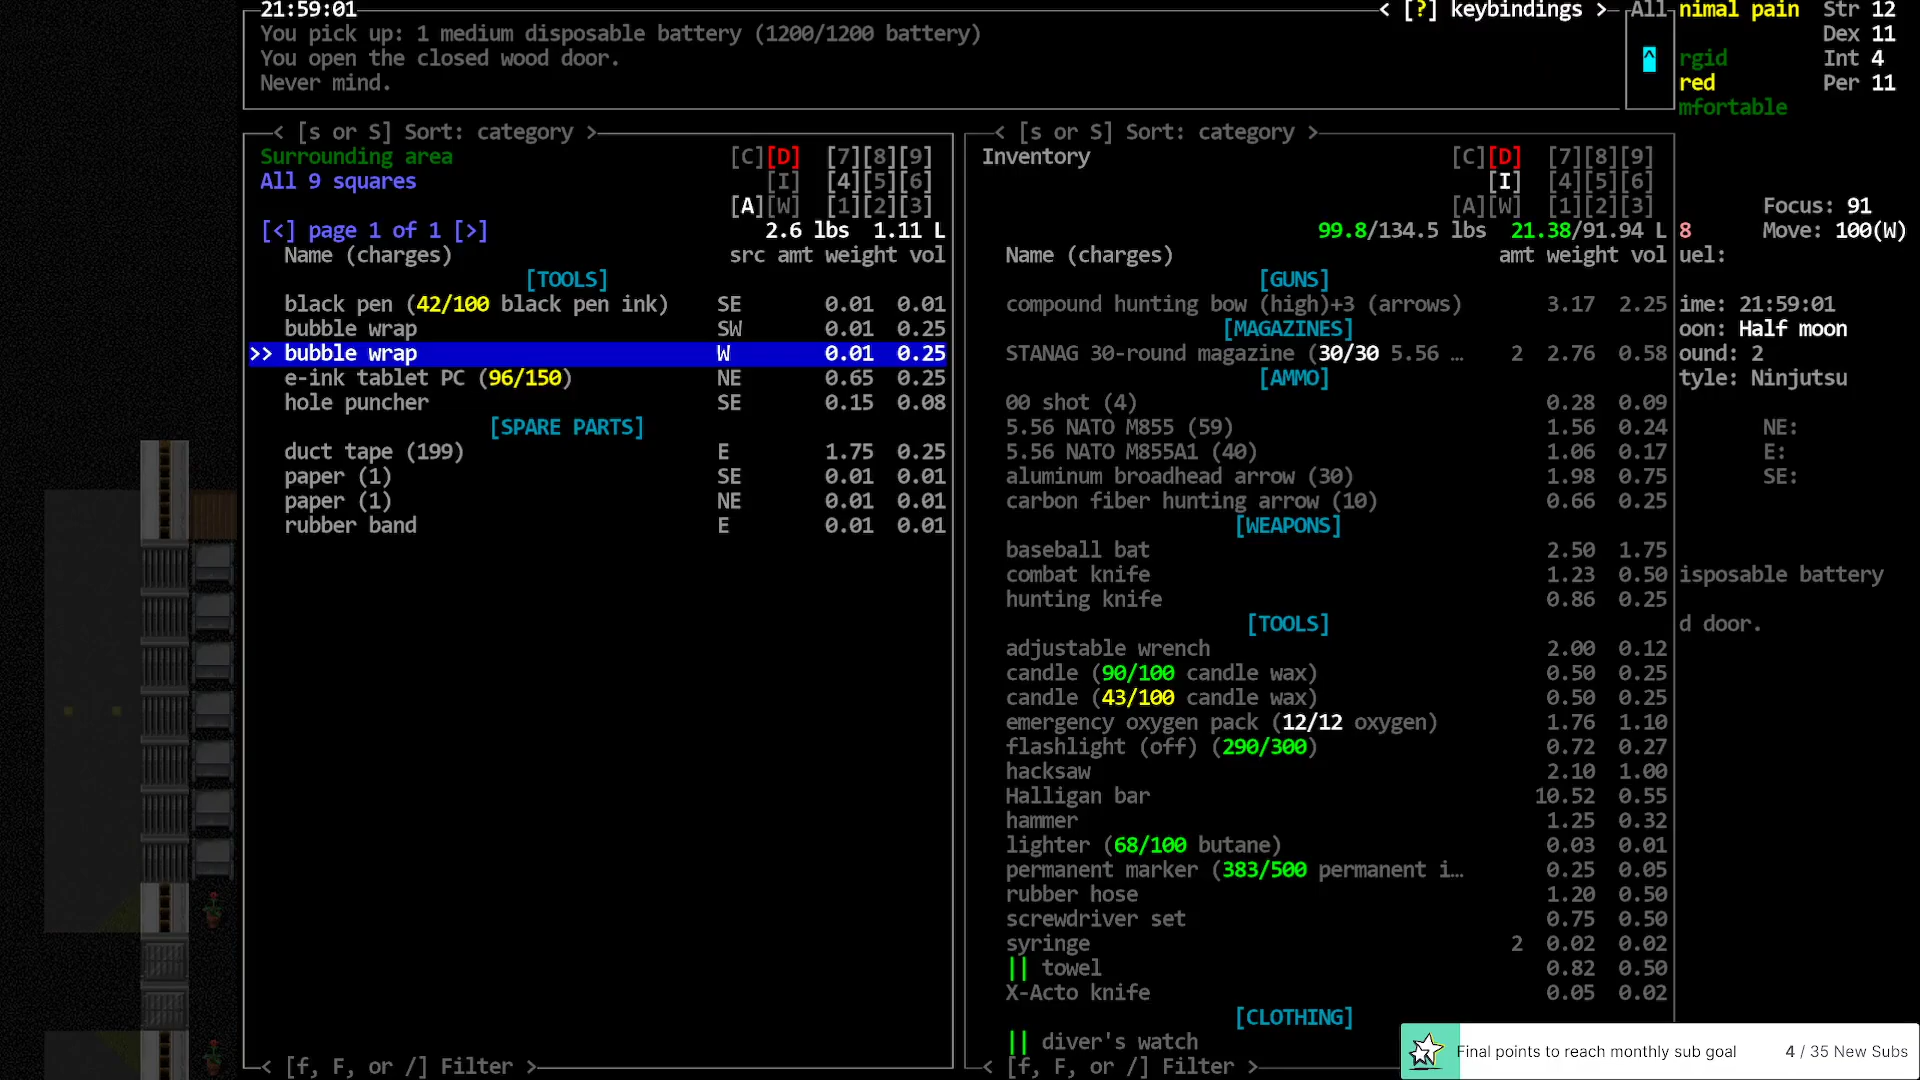 21:59:01
< [?] keybindings >
All
nimal pain
Str 12
You pick up: 1 medium disposable battery (1200/1200 battery)
Dex 11
You open the closed wood door.
^
rgid
Int 4
Never mind.
red
Per 11
mfortable
< [s or S] Sort: category >
< [s or S] Sort: category >
Surrounding area
[C][D] [7][8][9]
Inventory
[C][D] [7][8][9]
All 9 squares
[I] [4][5][6]
[I] [4][5][6]
[A][W] [1][2][3]
[A][W] [1][2][3]
Focus: 91
[<] page 1 of 1 [>]
2.6 lbs 1.11 L
99.8/134.5 lbs 21.38/91.94 L
8
Move: 100(W)
Name (charges) src amt weight vol
Name (charges) amt weight vol
uel:
[TOOLS]
[GUNS]
black pen (42/100 black pen ink) SE 0.01 0.01
compound hunting bow (high)+3 (arrows) 3.17 2.25
ime: 21:59:01
bubble wrap SW 0.01 0.25
[MAGAZINES]
oon: Half moon
>> bubble wrap W 0.01 0.25
STANAG 30-round magazine (30/30 5.56 … 2 2.76 0.58
ound: 2
e-ink tablet PC (96/150) NE 0.65 0.25
[AMMO]
tyle: Ninjutsu
hole puncher SE 0.15 0.08
00 shot (4) 0.28 0.09
[SPARE PARTS]
5.56 NATO M855 (59) 1.56 0.24
NE:
duct tape (199) E 1.75 0.25
5.56 NATO M855A1 (40) 1.06 0.17
E:
paper (1) SE 0.01 0.01
aluminum broadhead arrow (30) 1.98 0.75
SE:
paper (1) NE 0.01 0.01
carbon fiber hunting arrow (10) 0.66 0.25
rubber band E 0.01 0.01
[WEAPONS]
baseball bat 2.50 1.75
combat knife 1.23 0.50
isposable battery
hunting knife 0.86 0.25
[TOOLS]
d door.
adjustable wrench 2.00 0.12
candle (90/100 candle wax) 0.50 0.25
candle (43/100 candle wax) 0.50 0.25
emergency oxygen pack (12/12 oxygen) 1.76 1.10
flashlight (off) (290/300) 0.72 0.27
hacksaw 2.10 1.00
Halligan bar 10.52 0.55
hammer 1.25 0.32
lighter (68/100 butane) 0.03 0.01
permanent marker (383/500 permanent i… 0.25 0.05
rubber hose 1.20 0.50
screwdriver set 0.75 0.50
syringe 2 0.02 0.02
|| towel 0.82 0.50
X-Acto knife 0.05 0.02
[CLOTHING]
|| diver's watch
< [f, F, or /] Filter >
< [f, F, or /] Filter >
Final points to reach monthly sub goal 4 / 35 New Subs